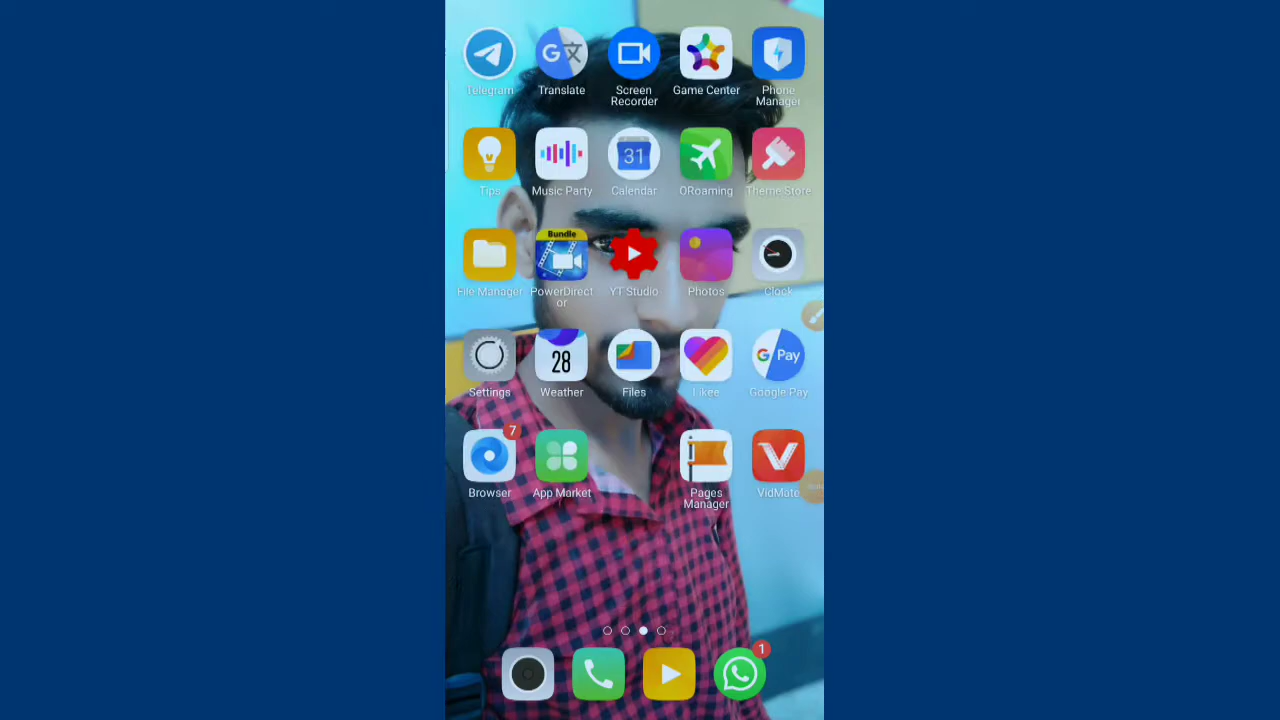 G 文
Telegram Translate Screen Recorder Game Center Phone Manager
31
Tips Music Party Calendar ORoaming Theme Store
Bundle
File Manager PowerDirect or YT Studio Photos Clock
28
G Pay
Settings Weather Files Likee Google Pay
7
Browser App Market Pages Manager VidMate
1